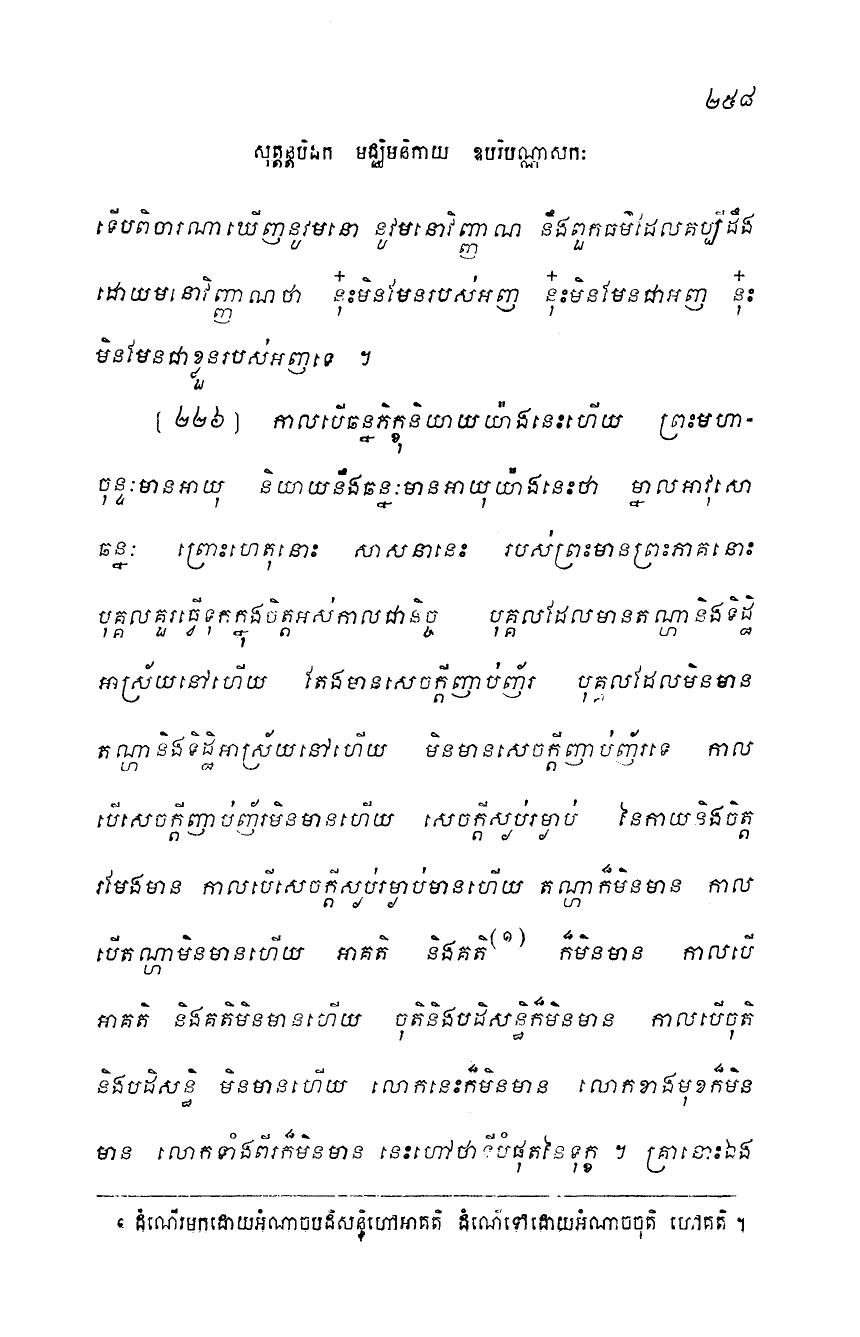 ២៥៨
សុត្តន្តបិដក មជ្ឈិមនិកាយ ឧបរិបណ្ណាសកៈ
ទើបពិចារណាឃើញនូវមនោ នូវមនោវិញ្ញាណ នឹងពួកធម៌ដែលគប្បីដឹង
ដោយមនោវិញ្ញាណថា នុ៎ះមិនមែនរបស់អញ នុ៎ះមិនមែនជាអញ នុ៎ះ
មិនមែនជាខ្លួនរបស់អញទេ ។
[២២៦] កាលបើឆន្នភិក្ខុនិយាយយ៉ាងនេះហើយ ព្រះមហា-
ចុន្ទៈមានអាយុ និយាយនឹងឆន្នៈមានអាយុយ៉ាងនេះថា ម្នាលអាវុសោ
ឆន្នៈ ព្រោះហេតុនោះ សាសនានេះ របស់ព្រះមានព្រះភាគនោះ
បុគ្គលគួរធ្វើទុកក្នុងចិត្តអស់កាលជានិច្ច បុគ្គលដែលមានតណ្ហានិងទិដ្ឋិ
អាស្រ័យនៅហើយ តែងមានសេចក្តីញាប់ញ័រ បុគ្គលដែលមិនមាន
តណ្ហានិងទិដ្ឋិអាស្រ័យនៅហើយ មិនមានសេចក្តីញាប់ញ័រទេ កាល
បើសេចក្តីញាប់ញ័រមិនមានហើយ សេចក្តីស្ងប់រម្ងាប់ នៃកាយនិងចិត្ត
រមែងមាន កាលបើសេចក្តីស្ងប់រម្ងាប់មានហើយ តណ្ហាក៏មិនមាន កាល
បើតណ្ហាមិនមានហើយ អាគតិ និងគតិ(១) ក៏មិនមាន កាលបើ
អាគតិ និងគតិមិនមានហើយ ចុតិនិងបដិសន្ធិក៏មិនមាន កាលបើចុតិ
និងបដិសន្ធិ មិនមានហើយ លោកនេះក៏មិនមាន លោកខាងមុខក៏មិន
មាន លោកទាំងពីរក៏មិនមាន នេះហៅថាទីបំផុតនៃទុក្ខ ។ គ្រានោះឯង
១ ដំណើរមកដោយអំណាចបដិសន្ធិហៅអាគតិ ដំណើរទៅដោយអំណាចចុតិ ហៅគតិ ។